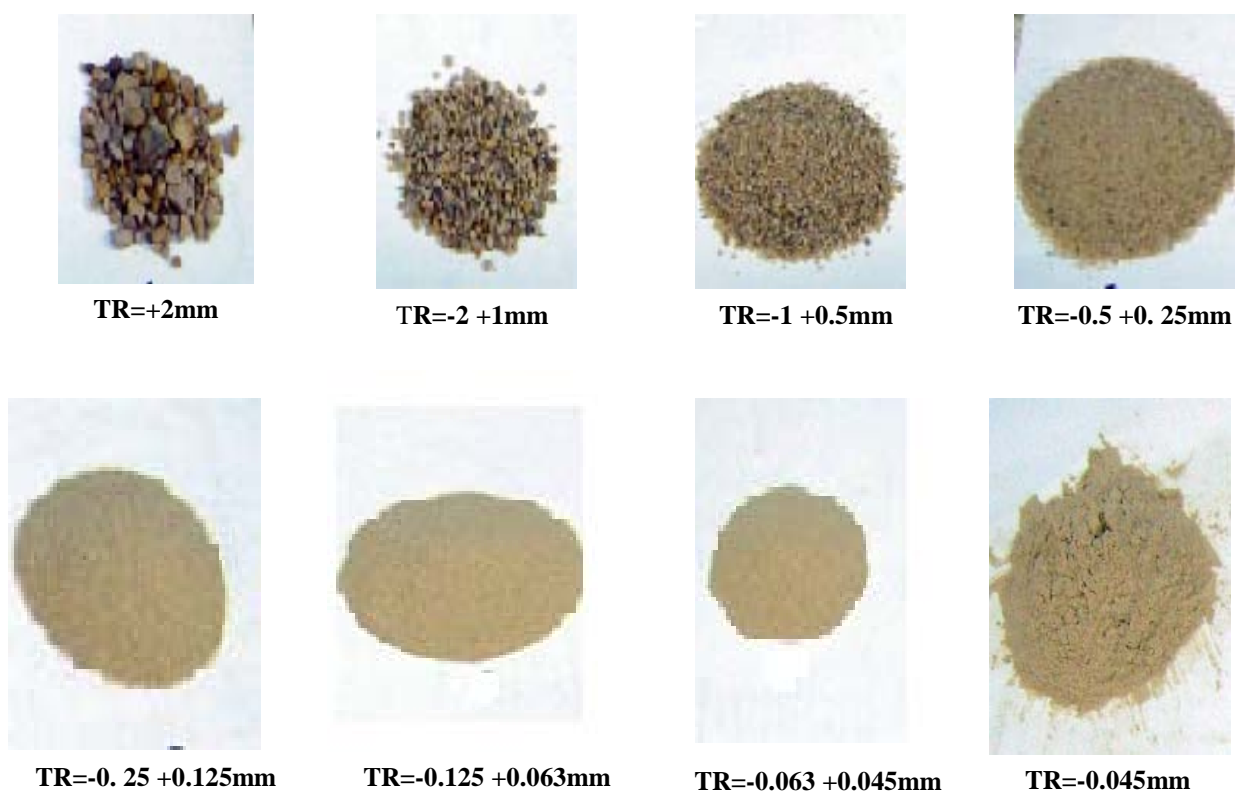 TR=+2mm
TR=-2 +1mm
TR=-1 +0.5mm
TR=-0.5 +0. 25mm
TR=-0. 25 +0.125mm
TR=-0.125 +0.063mm
TR=-0.063 +0.045mm
TR=-0.045mm